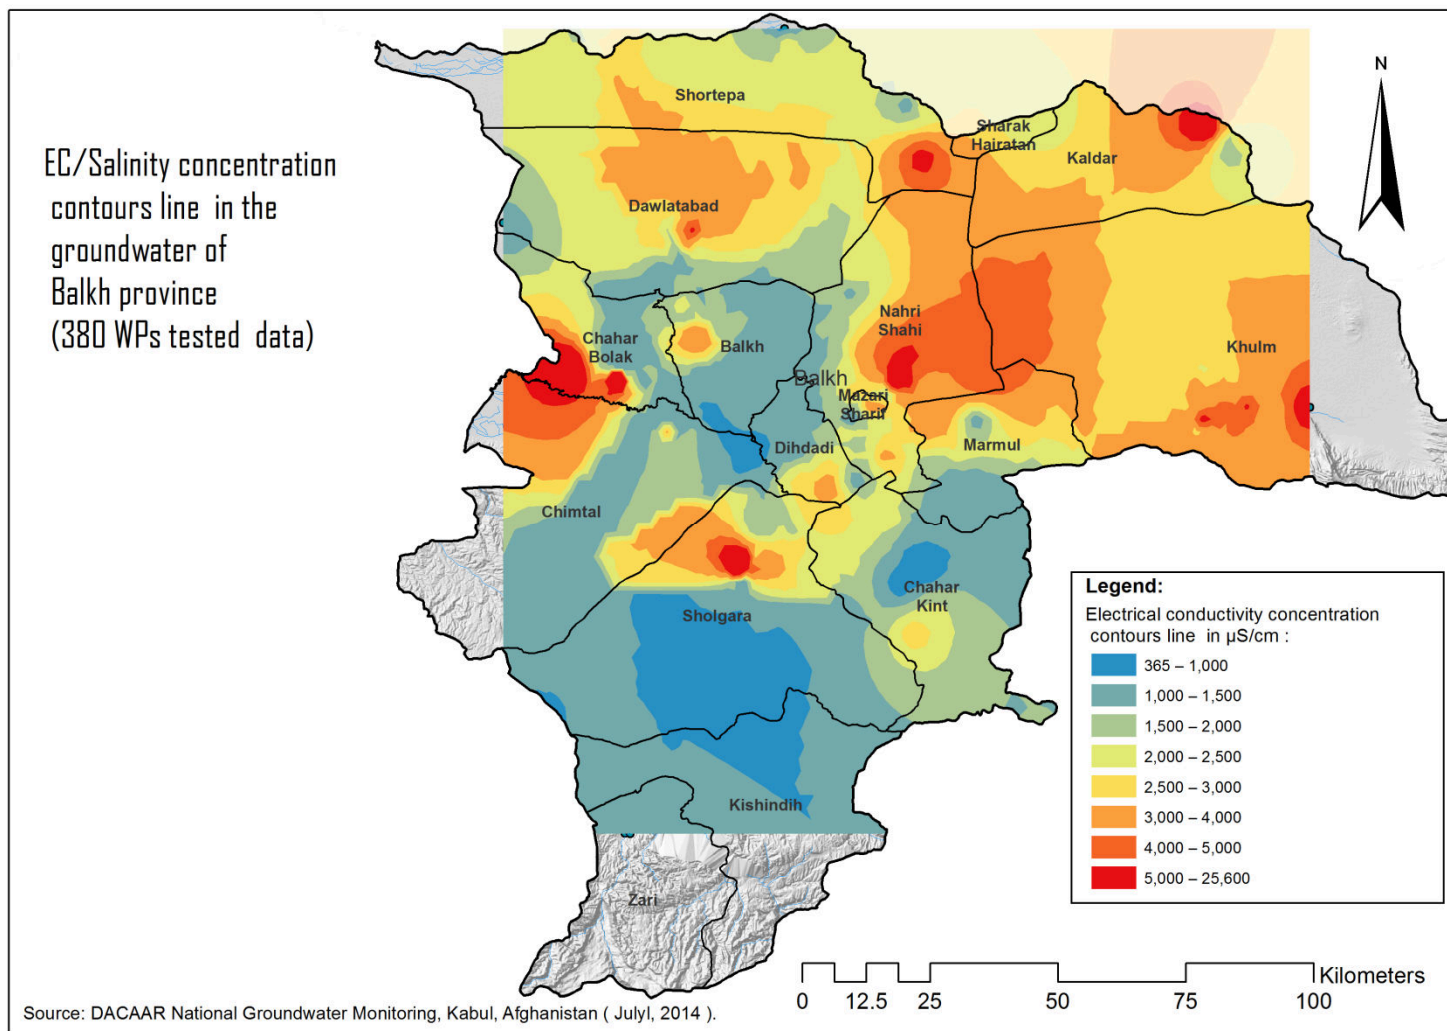 EC/Salinity concentration
contours line in the
groundwater of
Balkh province
(380 WPs tested data)
N
Shortepa
Sharak
Hairatan
Kaldar
Dawlatabad
Nahri
Shahi
Khulm
Chahar
Bolak
Balkh
Balkh
Mazari
Sharif
Dihdadi
Marmul
Chimtal
Chahar
Kint
Sholgara
Kishindih
Zari
Legend:
Electrical conductivity concentration
contours line in µS/cm :
365 – 1,000
1,000 – 1,500
1,500 – 2,000
2,000 – 2,500
2,500 – 3,000
3,000 – 4,000
4,000 – 5,000
5,000 – 25,600
Kilometers
0 12.5 25 50 75 100
Source: DACAAR National Groundwater Monitoring, Kabul, Afghanistan ( Julyl, 2014 ).